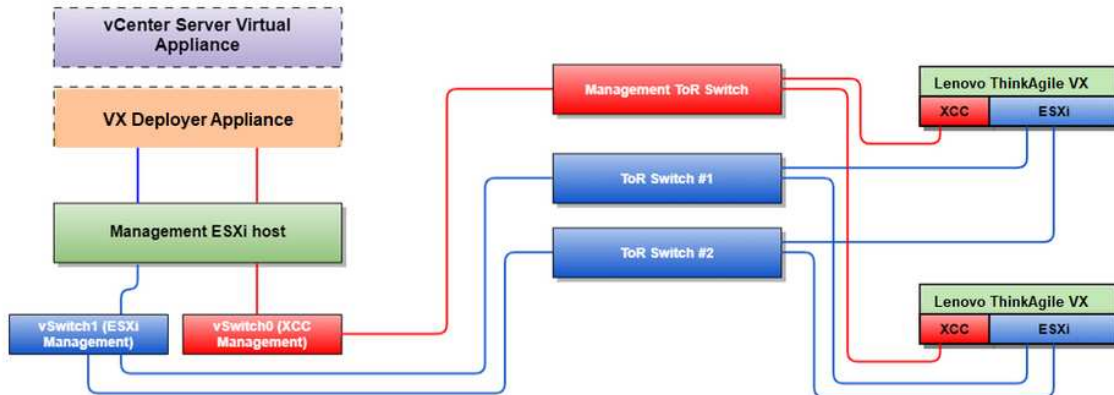 vCenter Server Virtual
Appliance
VX Deployer Appliance
Management ESXi host
vSwitch1 (ESXi
Management)
vSwitch0 (XCC
Management)
Management ToR Switch
ToR Switch #1
ToR Switch #2
Lenovo ThinkAgile VX
XCC
ESXi
Lenovo ThinkAgile VX
XCC
ESXi